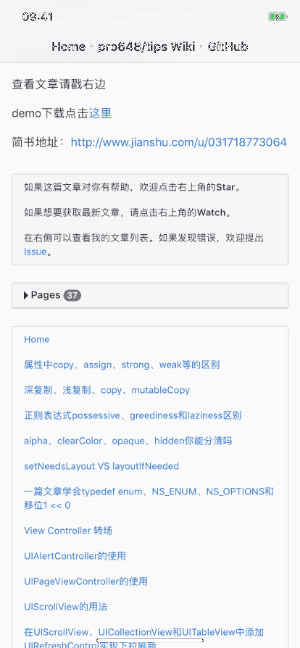 09:41
Home · pro648/tips Wiki · GitHub
查看文章请戳右边
demo下载点击这里
简书地址：http://www.jianshu.com/u/031718773064
如果这篇文章对你有帮助，欢迎点击右上角的Star。
如果想要获取最新文章，请点击右上角的Watch。
在右侧可以查看我的文章列表。如果发现错误，欢迎提出
issue。
Pages 37
Home
属性中copy、assign、strong、weak等的区别
深复制、浅复制、copy、mutableCopy
正则表达式possessive、greediness和laziness区别
alpha、clearColor、opaque、hidden你能分清吗
setNeedsLayout VS layoutIfNeeded
一篇文章学会typedef enum、NS_ENUM、NS_OPTIONS和
移位1 << 0
View Controller 转场
UIAlertController的使用
UIPageViewController的使用
UIScrollView的用法
在UIScrollView、UICollectionView和UITableView中添加
UIRefreshControl实现下拉刷新